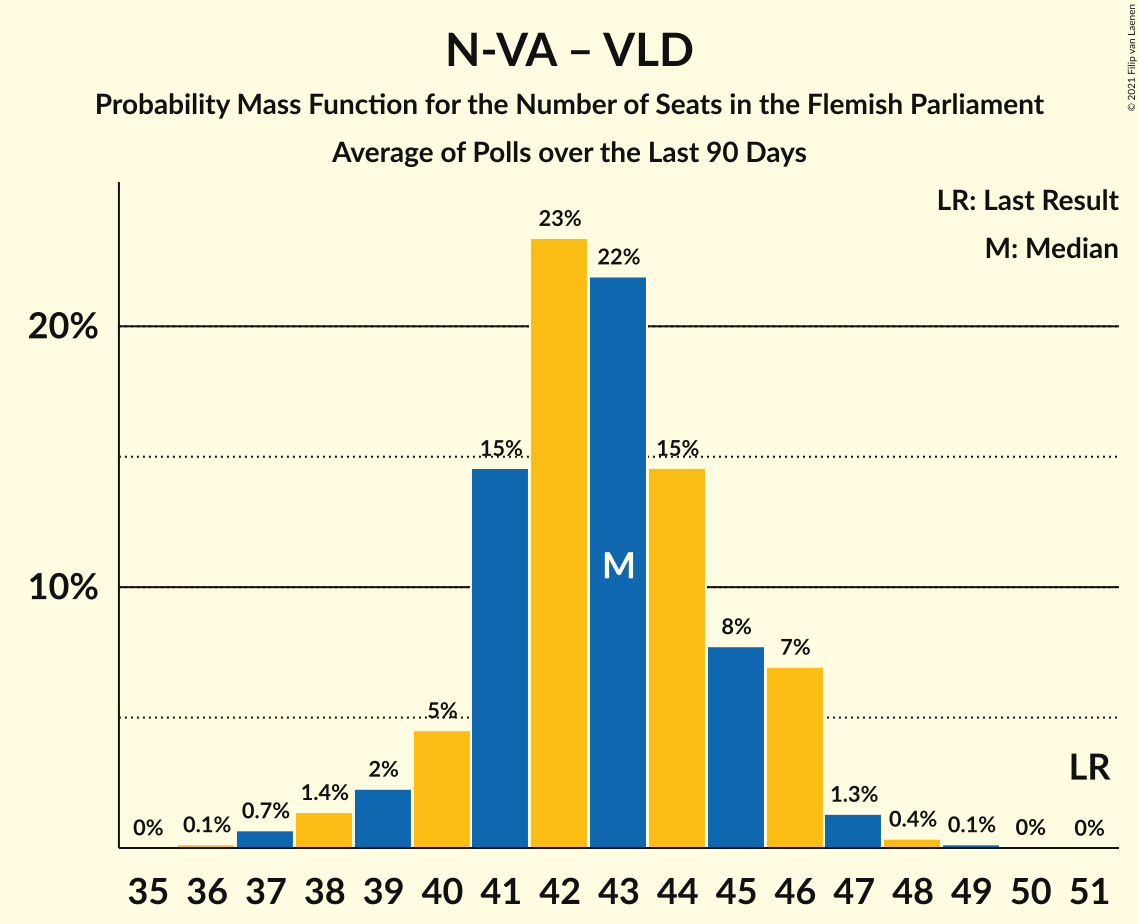 N-VA – VLD
Probability Mass Function for the Number of Seats in the Flemish Parliament
Average of Polls over the Last 90 Days
© 2021 Filip van Laenen
LR: Last Result
M: Median
23%
22%
20%
15%
15%
M
10%
8%
7%
5%
LR
2%
1.4%
1.3%
0.7%
0.4%
0%
0.1%
0.1%
0%
0%
35 36 37 38 39 40 41 42 43 44 45 46 47 48 49 50 51